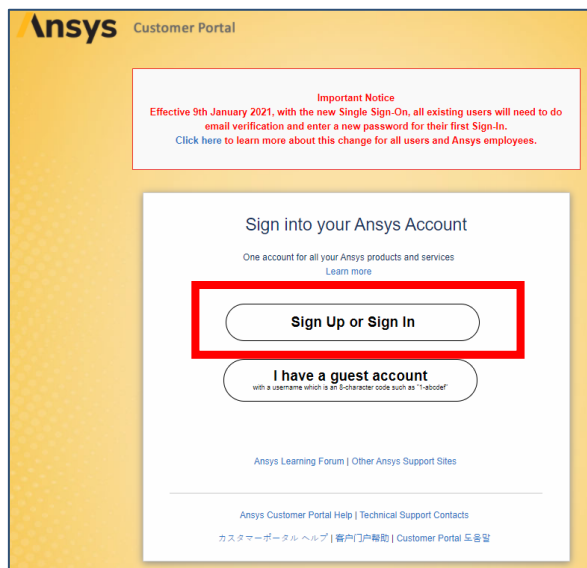 Ansys Customer Portal
Important Notice
Effective 9th January 2021, with the new Single Sign-On, all existing users will need to do
email verification and enter a new password for their first Sign-In.
Click here to learn more about this change for all users and Ansys employees.
Sign into your Ansys Account
One account for all your Ansys products and services
Learn more
Sign Up or Sign In
I have a guest account
with a username which is an 8-character code such as "1-abcdef"
Ansys Learning Forum | Other Ansys Support Sites
Ansys Customer Portal Help | Technical Support Contacts
カスタマーポータル ヘルプ | 客户门户帮助 | Customer Portal 도움말